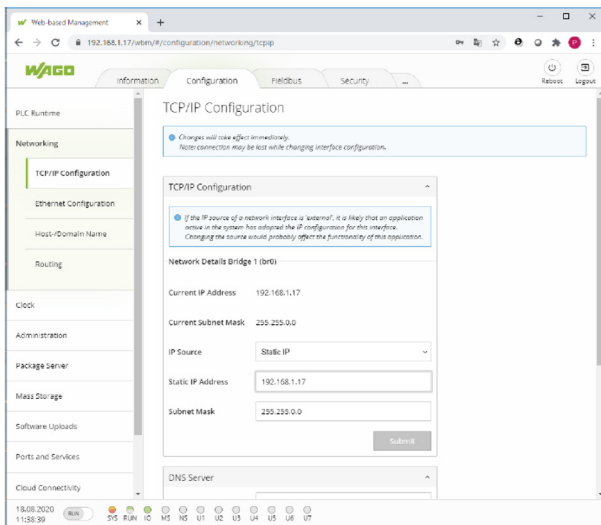 Web-based Management
192.168.1.17/wbm/#/configuration/networking/tcpip
P
WAGO
Information
Configuration
Fieldbus
Security
...
Reboot
Logout
PLC Runtime
Networking
TCP/IP Configuration
Ethernet Configuration
Host-/Domain Name
Routing
Clock
Administration
Package Server
Mass Storage
Software Uploads
Ports and Services
Cloud Connectivity
TCP/IP Configuration
Changes will take effect immediately.
Note: connection may be lost while changing interface configuration.
TCP/IP Configuration
If the IP source of a network interface is 'external', it is likely that an application
active in the system has adopted the IP configuration for this interface.
Changing the source would probably affect the functionality of this application.
Network Details Bridge 1 (br0)
Current IP Address 192.168.1.17
Current Subnet Mask 255.255.0.0
IP Source Static IP
Static IP Address 192.168.1.17
Subnet Mask 255.255.0.0
Submit
DNS Server
18.08.2020
11:38:39
RUN
SYS RUN IO MS NS U1 U2 U3 U4 U5 U6 U7